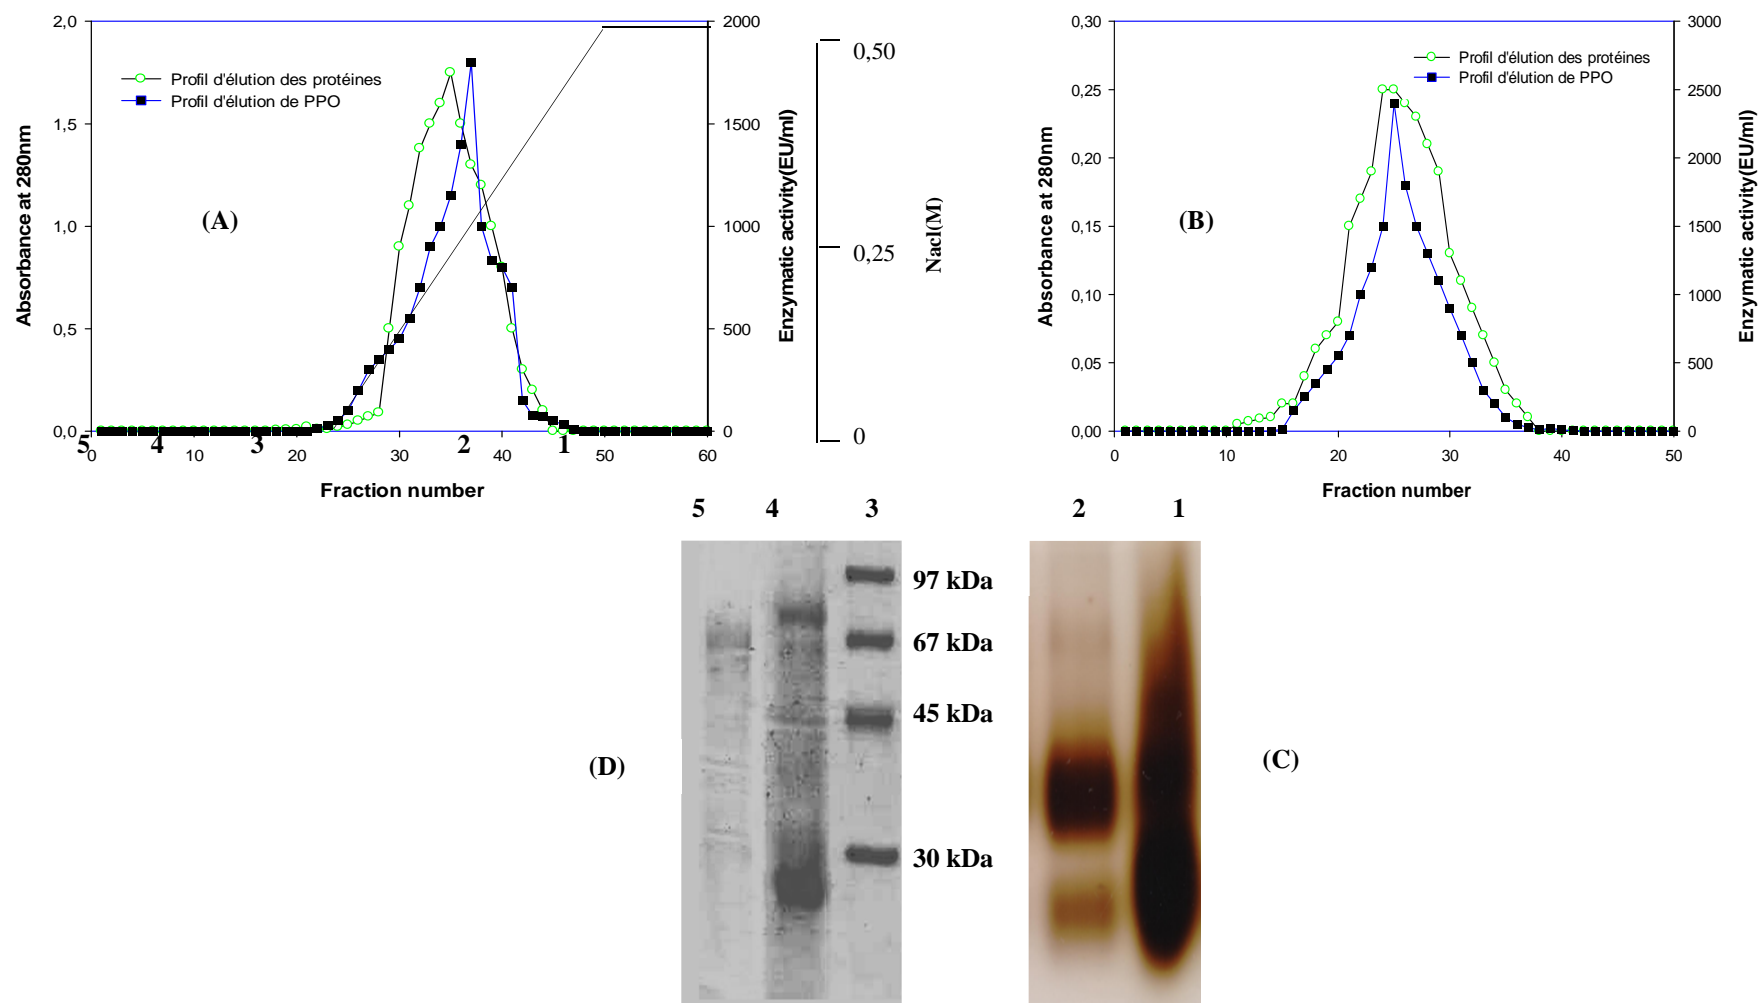 2,0
1,5
1,0
0,5
0,0
Absorbance at 280nm
Profil d'élution des protéines
Profil d'élution de PPO
(A)
2000
1500
1000
500
0
Enzymatic activity(EU/ml)
0,50
0,25
0
Nacl(M)
5 4 3 2 1
0 10 20 30 40 50 60
Fraction number
0,30
0,25
0,20
0,15
0,10
0,05
0,00
Absorbance at 280nm
Profil d'élution des protéines
Profil d'élution de PPO
(B)
3000
2500
2000
1500
1000
500
0
Enzymatic activity(EU/ml)
0 10 20 30 40 50
Fraction number
5 4 3
97 kDa
67 kDa
45 kDa
30 kDa
(D)
2 1
(C)